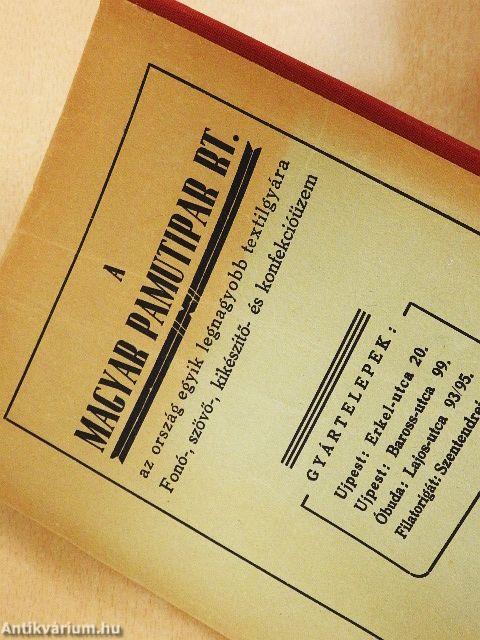 A
MAGYAR PAMUTIPAR RT.
az ország egyik legnagyobb textilgyára
Fonó-, szövő-, kikészítő- és konfekcióüzem
GYÁRTELEPEK:
Ujpest: Erkel-utca 20.
Ujpest: Baross-utca 99.
Óbuda: Lajos-utca 93/95.
Filatorigát: Szentendrei
Antikvárium.hu